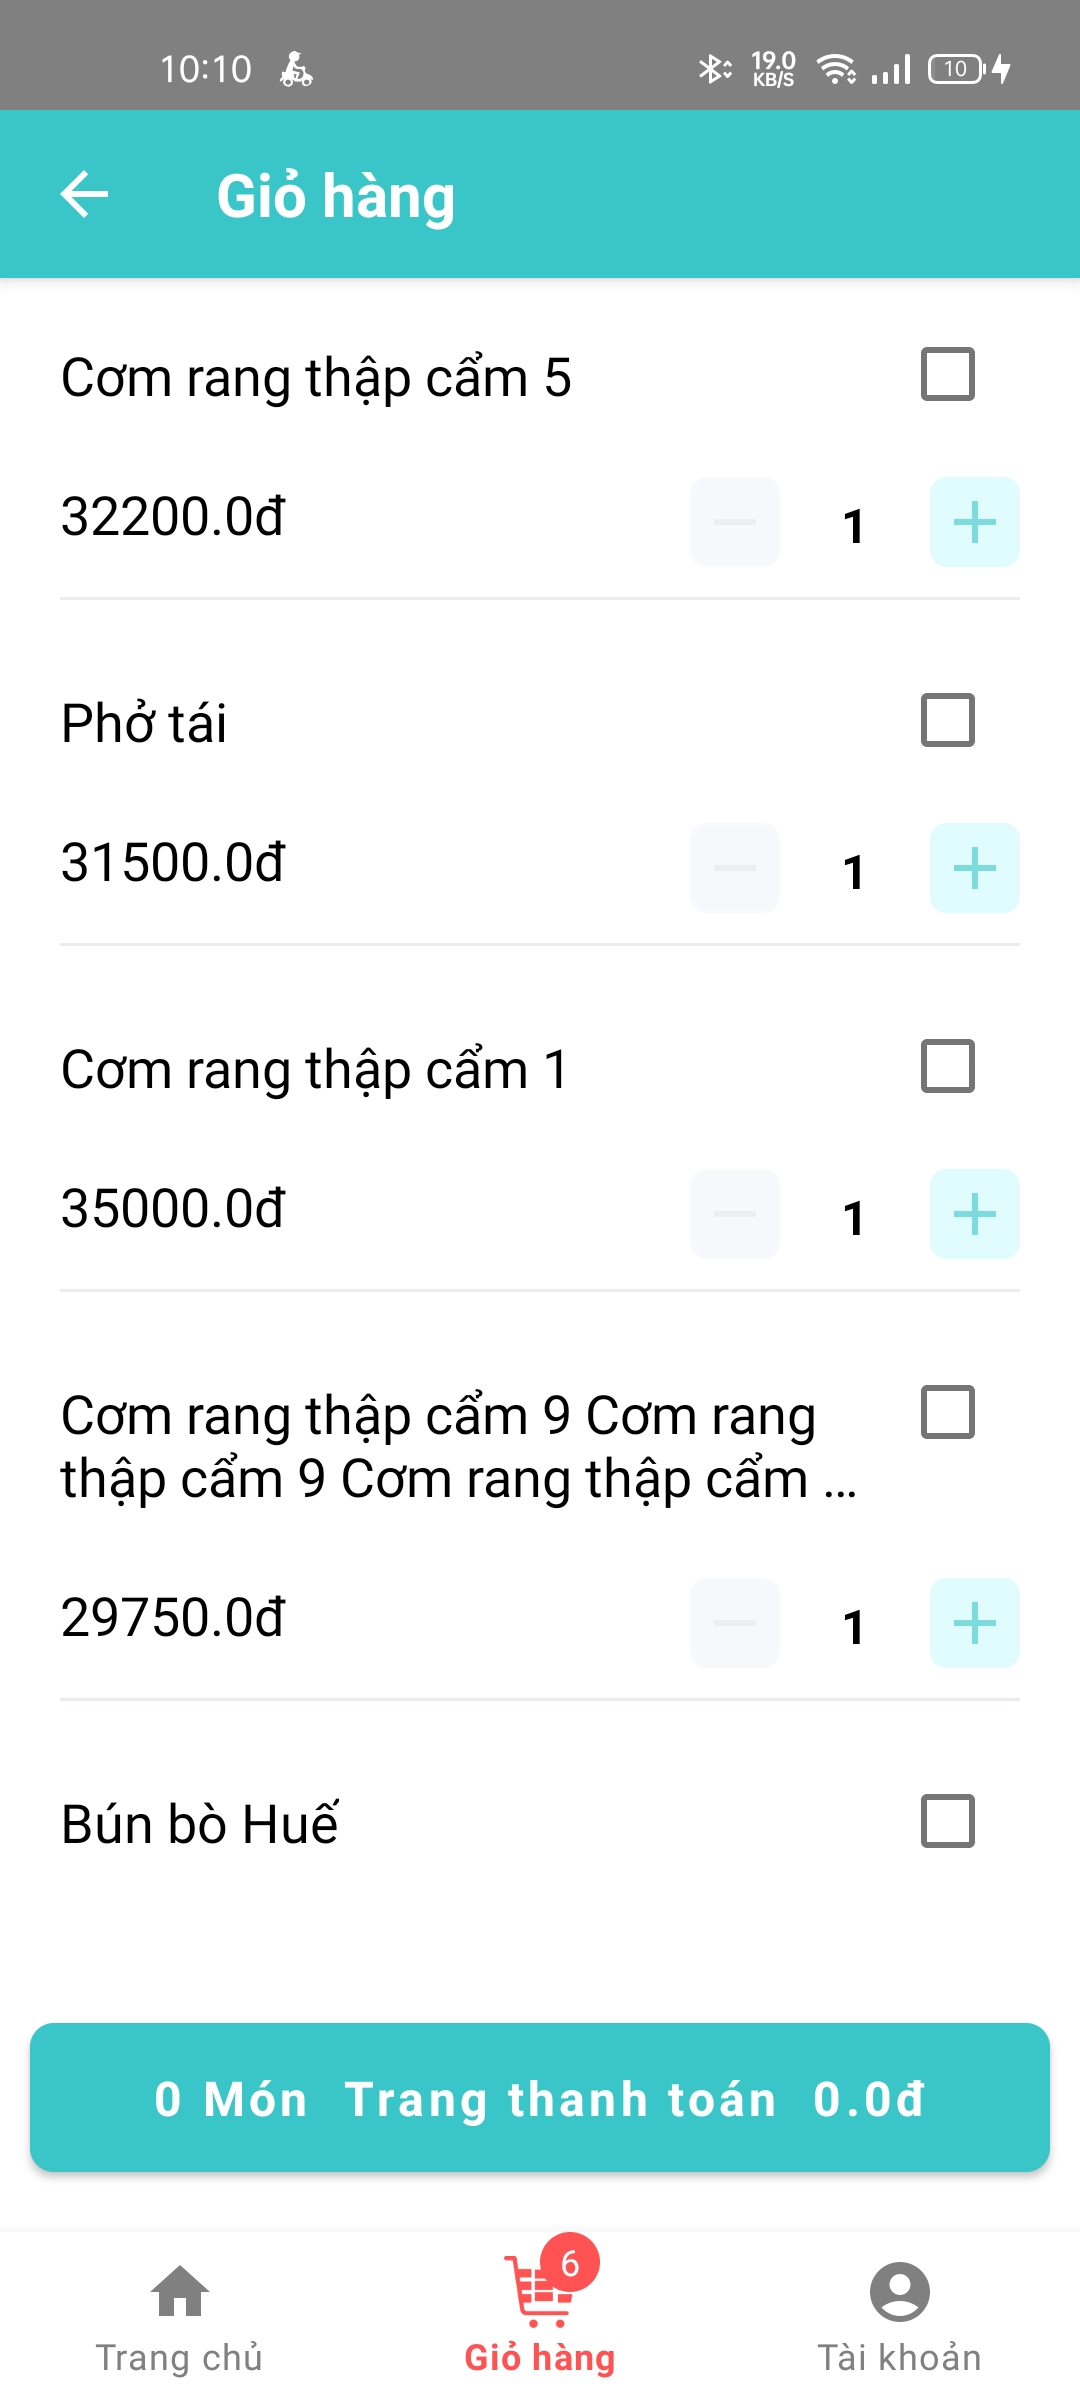 10:10
19.0
KB/S
10
Giỏ hàng
Cơm rang thập cẩm 5
32200.0đ
1
Phở tái
31500.0đ
1
Cơm rang thập cẩm 1
35000.0đ
1
Cơm rang thập cẩm 9 Cơm rang
thập cẩm 9 Cơm rang thập cẩm ...
29750.0đ
1
Bún bò Huế
0 Món Trang thanh toán 0.0đ
6
Trang chủ
Giỏ hàng
Tài khoản